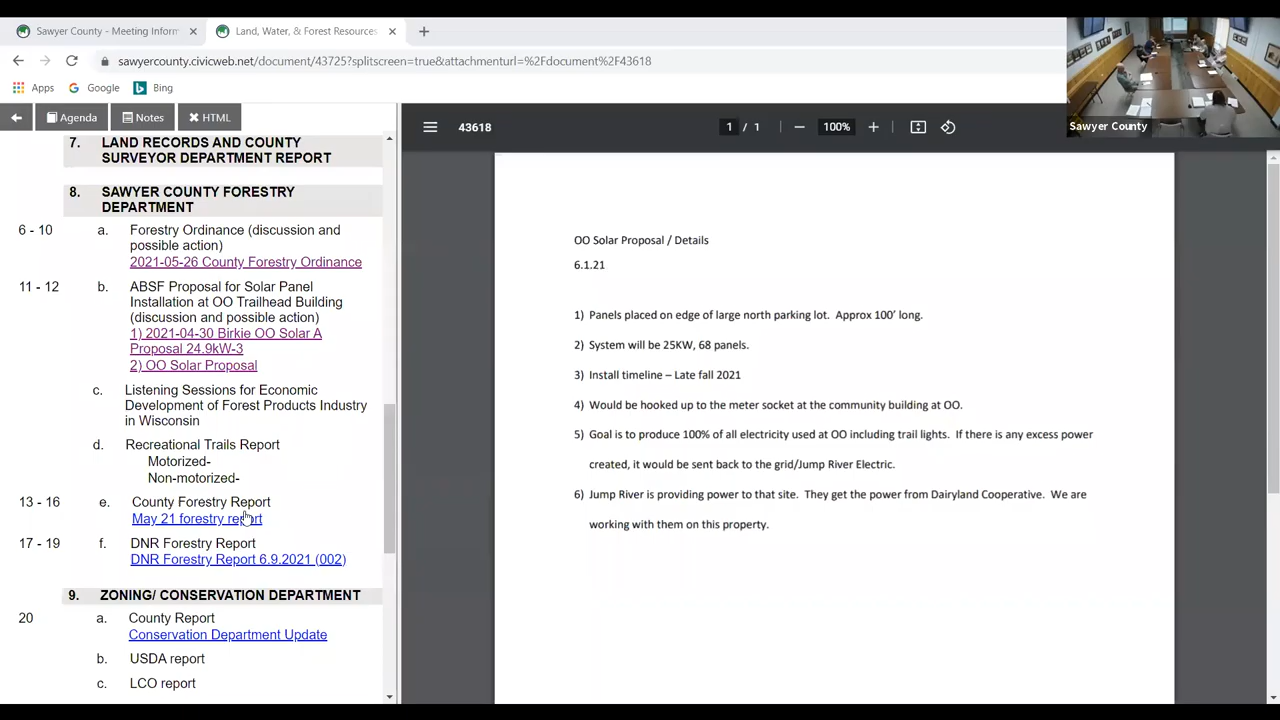 Sawyer County - Meeting Inform
Land, Water, & Forest Resources
sawyercounty.civicweb.net/document/43725?splitscreen=true&attachmenturl=%2Fdocument%2F43618
Apps Google Bing
Sawyer County
Agenda Notes HTML
43618 1 / 1 100%
7. LAND RECORDS AND COUNTY
SURVEYOR DEPARTMENT REPORT
8. SAWYER COUNTY FORESTRY
DEPARTMENT
6 - 10 a. Forestry Ordinance (discussion and
possible action)
2021-05-26 County Forestry Ordinance
11 - 12 b. ABSF Proposal for Solar Panel
Installation at OO Trailhead Building
(discussion and possible action)
1) 2021-04-30 Birkie OO Solar A
Proposal 24.9kW-3
2) OO Solar Proposal
c. Listening Sessions for Economic
Development of Forest Products Industry
in Wisconsin
d. Recreational Trails Report
Motorized-
Non-motorized-
13 - 16 e. County Forestry Report
May 21 forestry report
17 - 19 f. DNR Forestry Report
DNR Forestry Report 6.9.2021 (002)
9. ZONING/ CONSERVATION DEPARTMENT
20 a. County Report
Conservation Department Update
b. USDA report
c. LCO report
OO Solar Proposal / Details
6.1.21
1) Panels placed on edge of large north parking lot. Approx 100' long.
2) System will be 25KW, 68 panels.
3) Install timeline – Late fall 2021
4) Would be hooked up to the meter socket at the community building at OO.
5) Goal is to produce 100% of all electricity used at OO including trail lights. If there is any excess power
created, it would be sent back to the grid/Jump River Electric.
6) Jump River is providing power to that site. They get the power from Dairyland Cooperative. We are
working with them on this property.